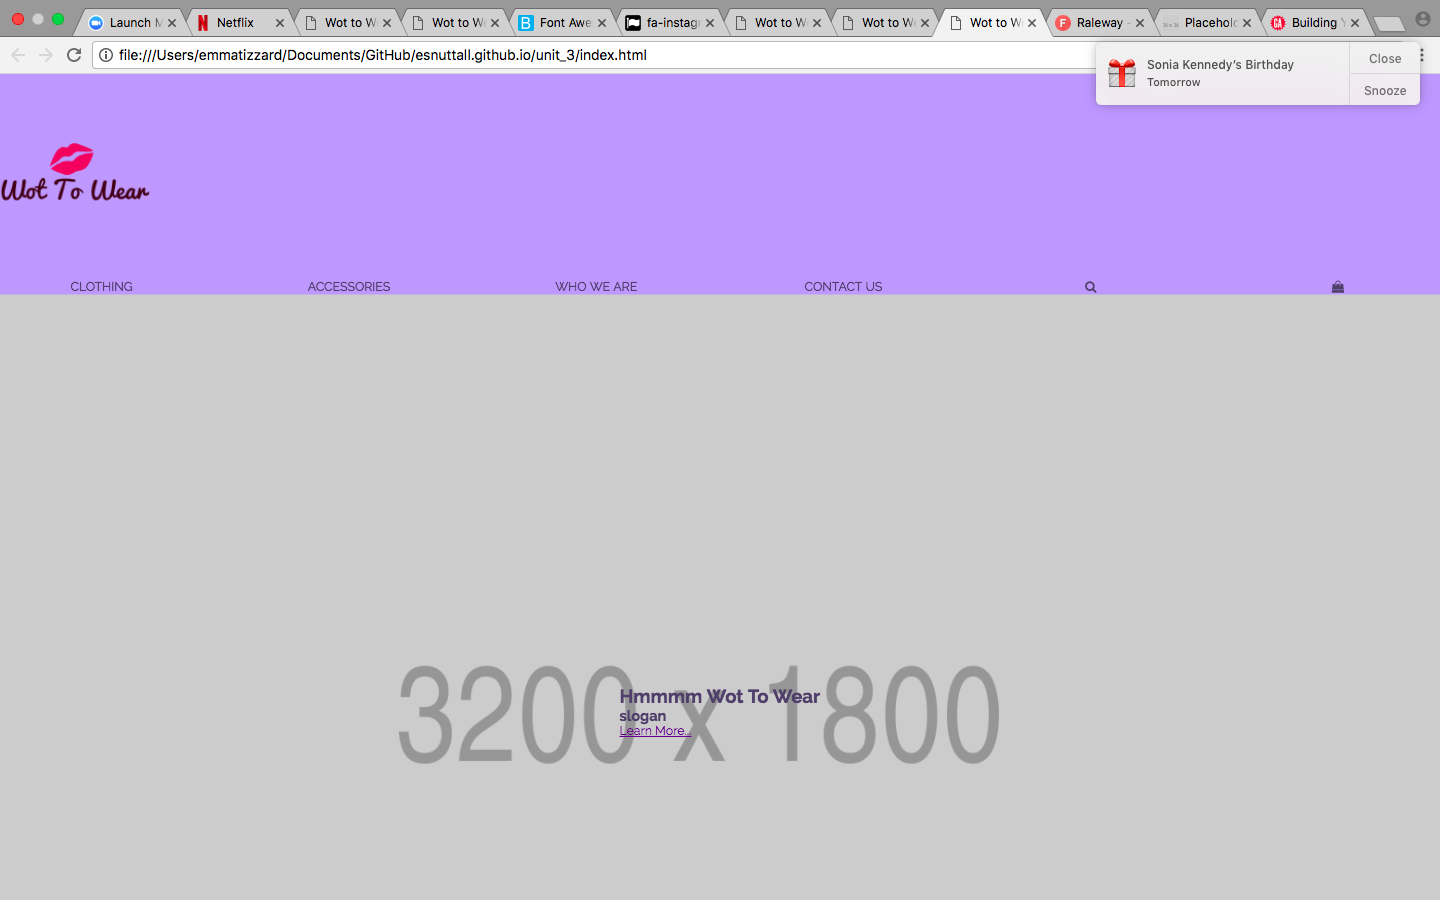 Launch M
Netflix
Wot to W
Wot to W
Font Awe
fa-instag
Wot to W
Wot to W
Wot to W
Raleway -
Placehol
Building Y
file:///Users/emmatizzard/Documents/GitHub/esnuttall.github.io/unit_3/index.html
Sonia Kennedy's Birthday
Tomorrow
Close
Snooze
Wot To Wear
CLOTHING
ACCESSORIES
WHO WE ARE
CONTACT US
3200 x 1800
Hmmmm Wot To Wear
slogan
Learn More...